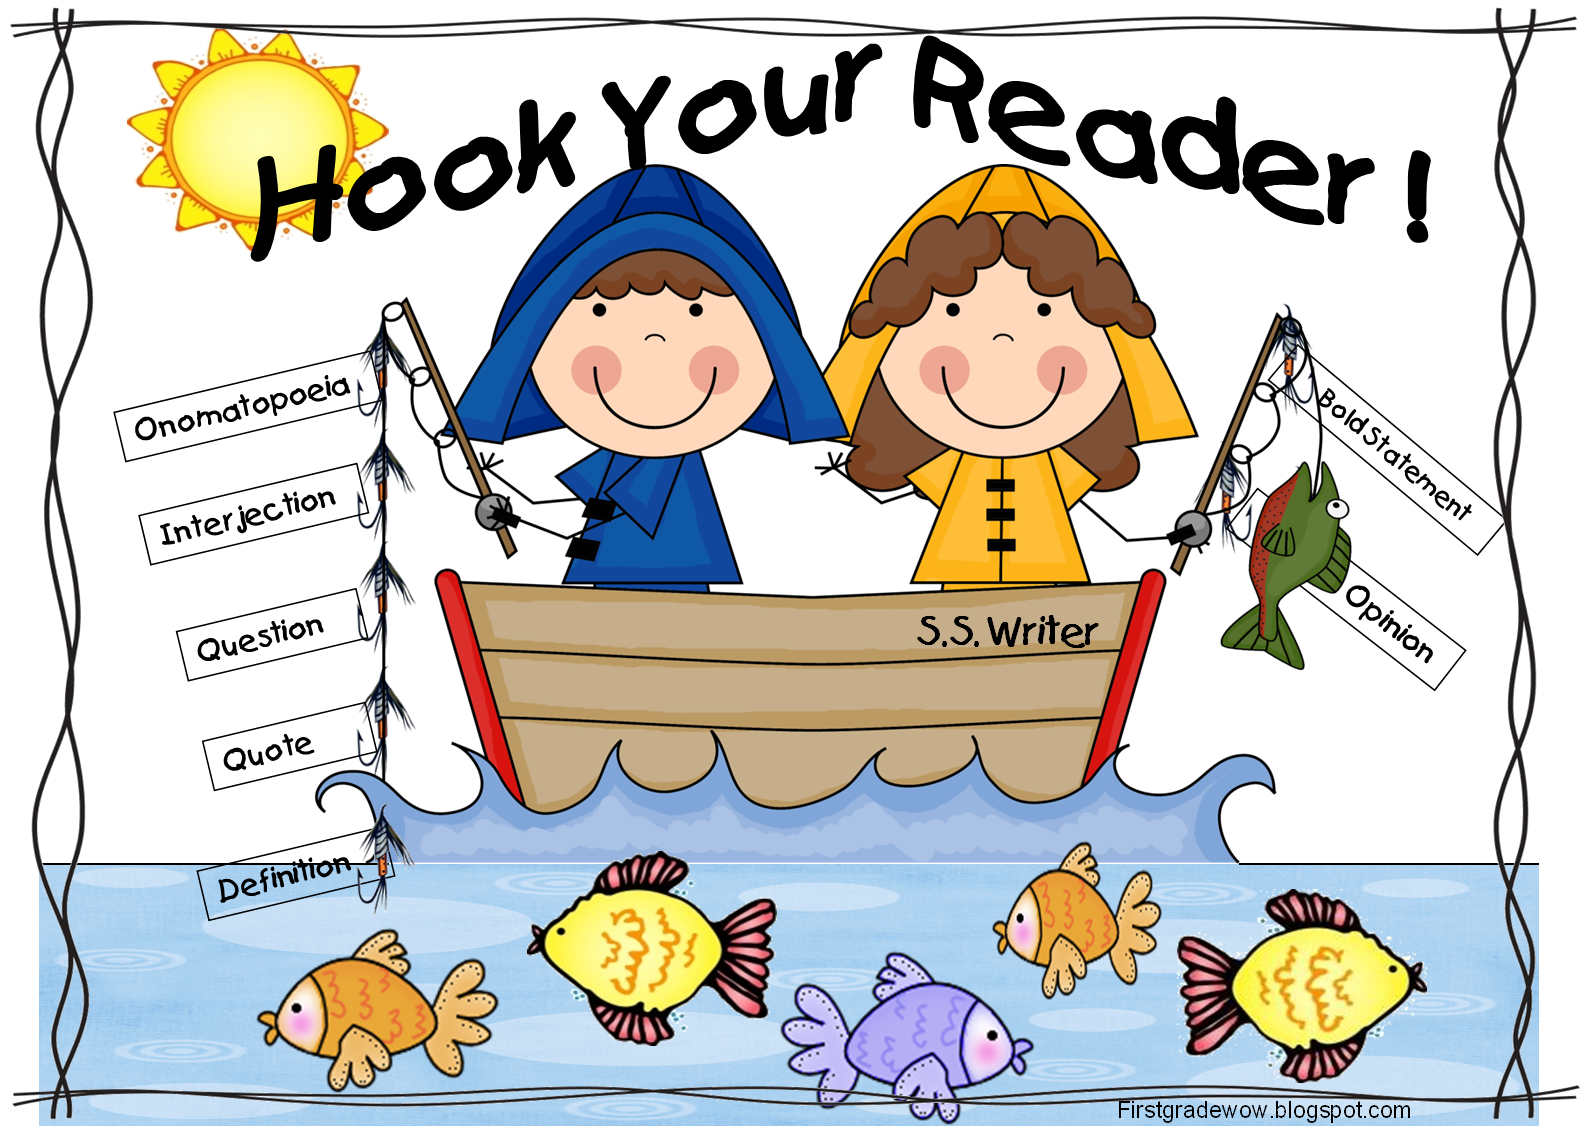 Hook Your Reader!
Onomatopoeia
Interjection
Question
Quote
Definition
Bold Statement
Opinion
S.S. Writer
Firstgradewow.blogspot.com